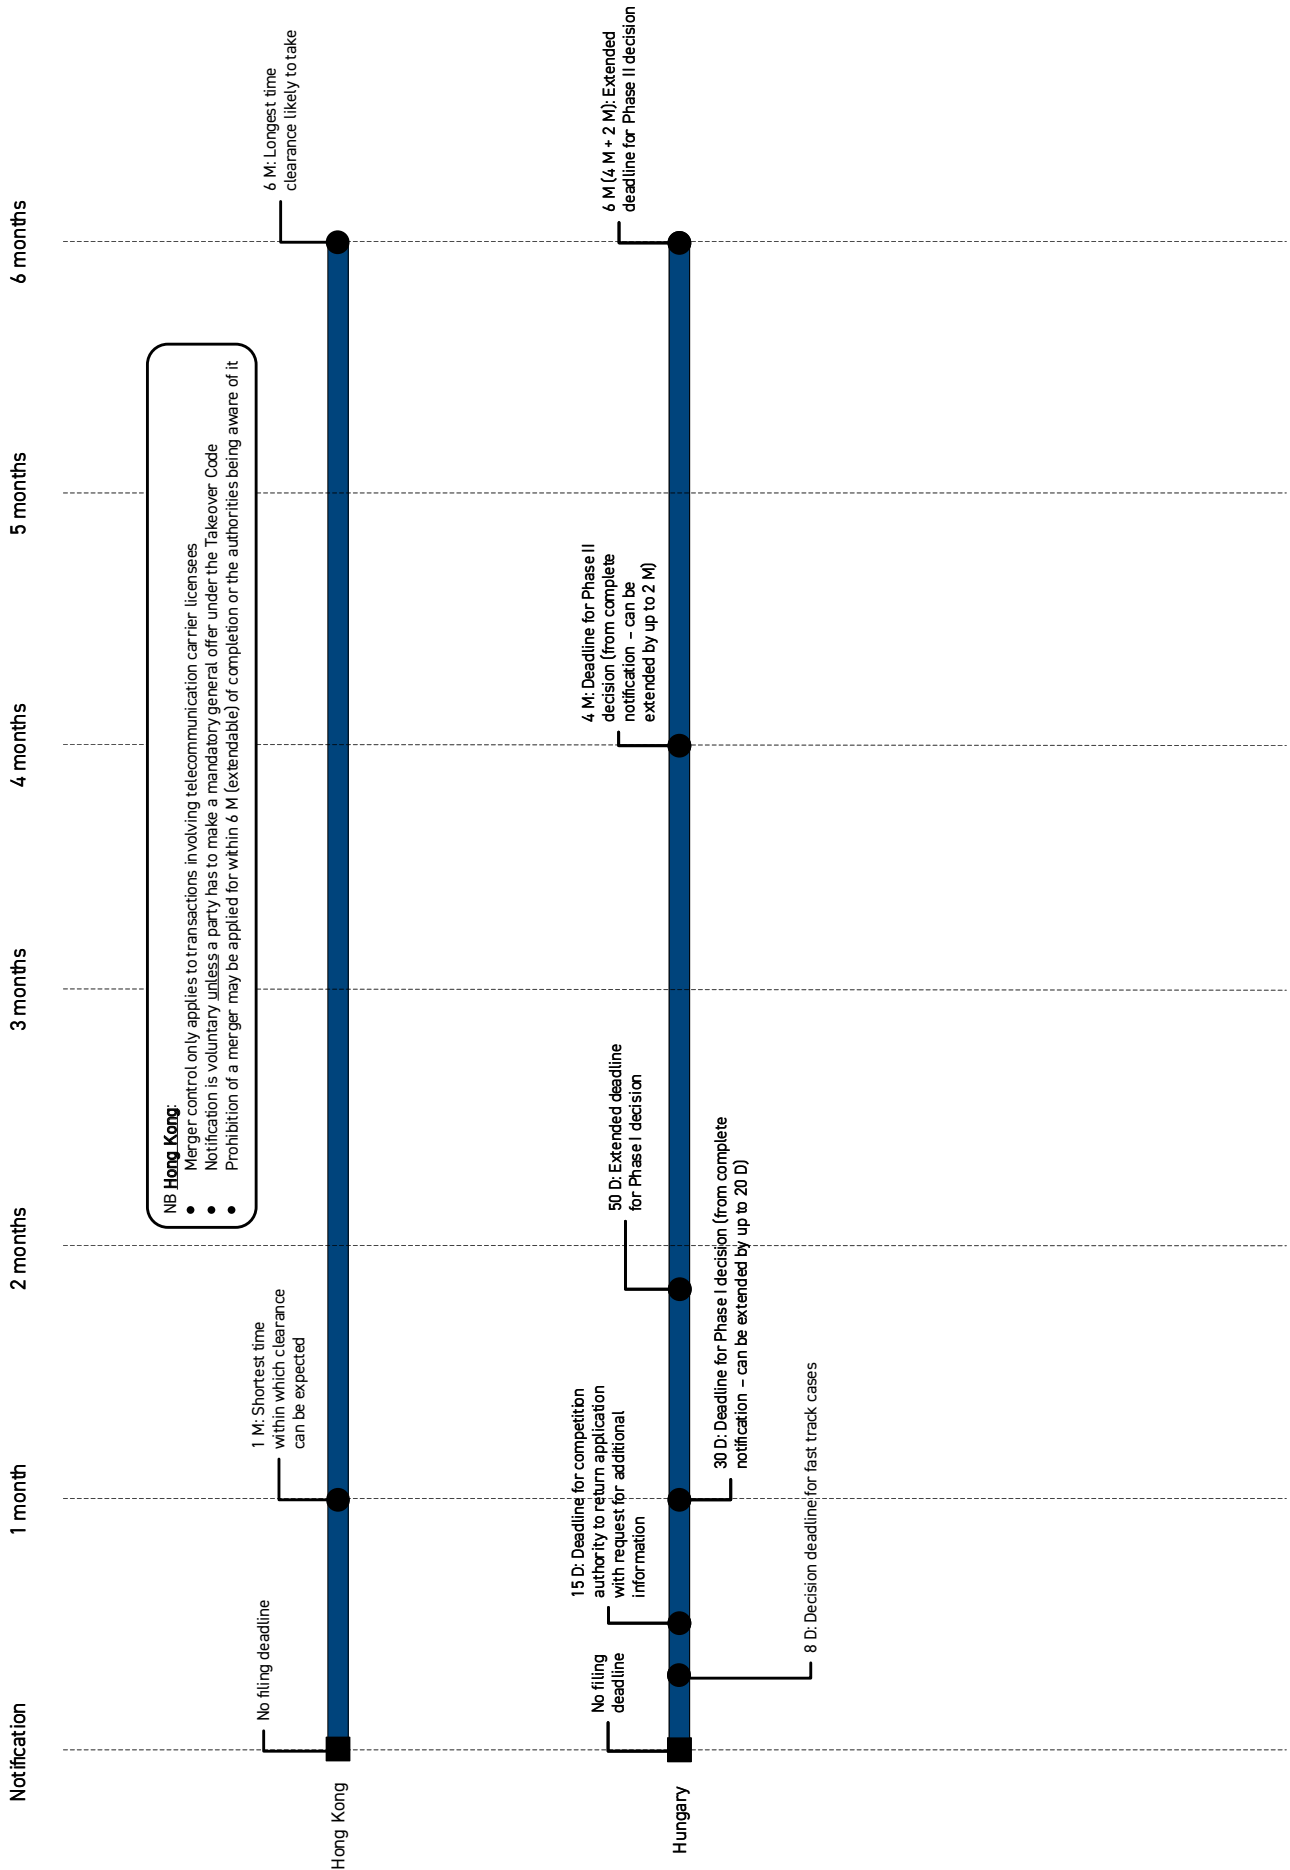 Notification
1 month
2 months
3 months
4 months
5 months
6 months
NB Hong Kong:
● Merger control only applies to transactions involving telecommunication carrier licensees
● Notification is voluntary unless a party has to make a mandatory general offer under the Takeover Code
● Prohibition of a merger may be applied for within 6 M (extendable) of completion or the authorities being aware of it
Hong Kong
No filing deadline
1 M: Shortest time
within which clearance
can be expected
6 M: Longest time
clearance likely to take
Hungary
No filing
deadline
15 D: Deadline for competition
authority to return application
with request for additional
information
50 D: Extended deadline
for Phase I decision
4 M: Deadline for Phase II
decision (from complete
notification – can be
extended by up to 2 M)
6 M (4 M + 2 M): Extended
deadline for Phase II decision
30 D: Deadline for Phase I decision (from complete
notification – can be extended by up to 20 D)
8 D: Decision deadline for fast track cases